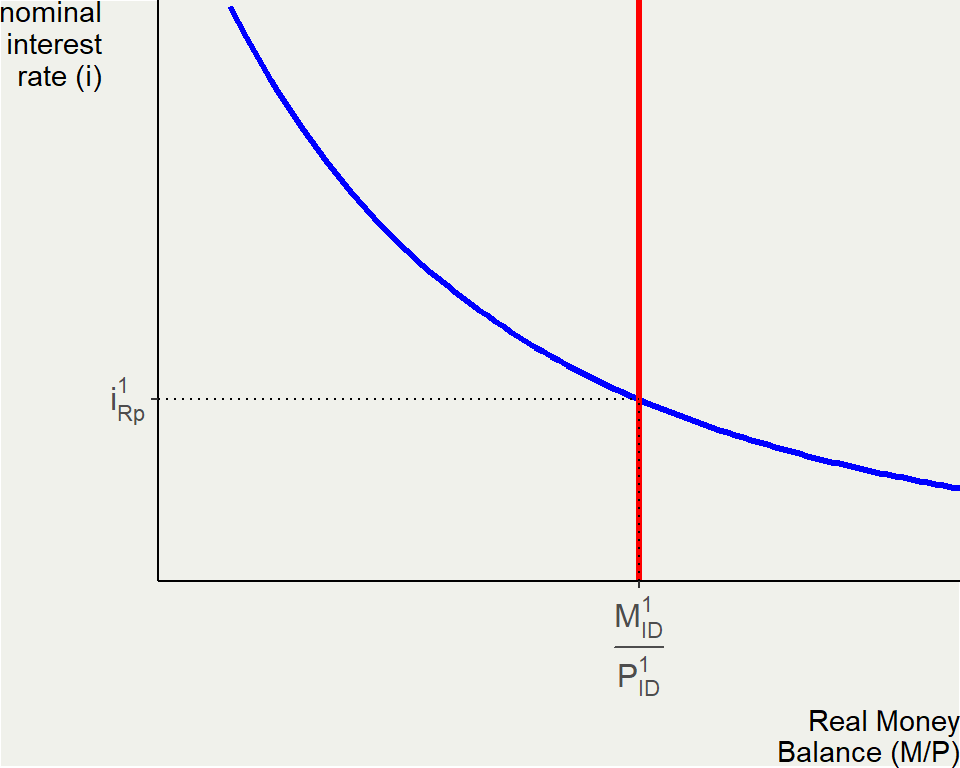 nominal
interest
rate (i)
i¹Rp
M¹ID
P¹ID
Real Money
Balance (M/P)